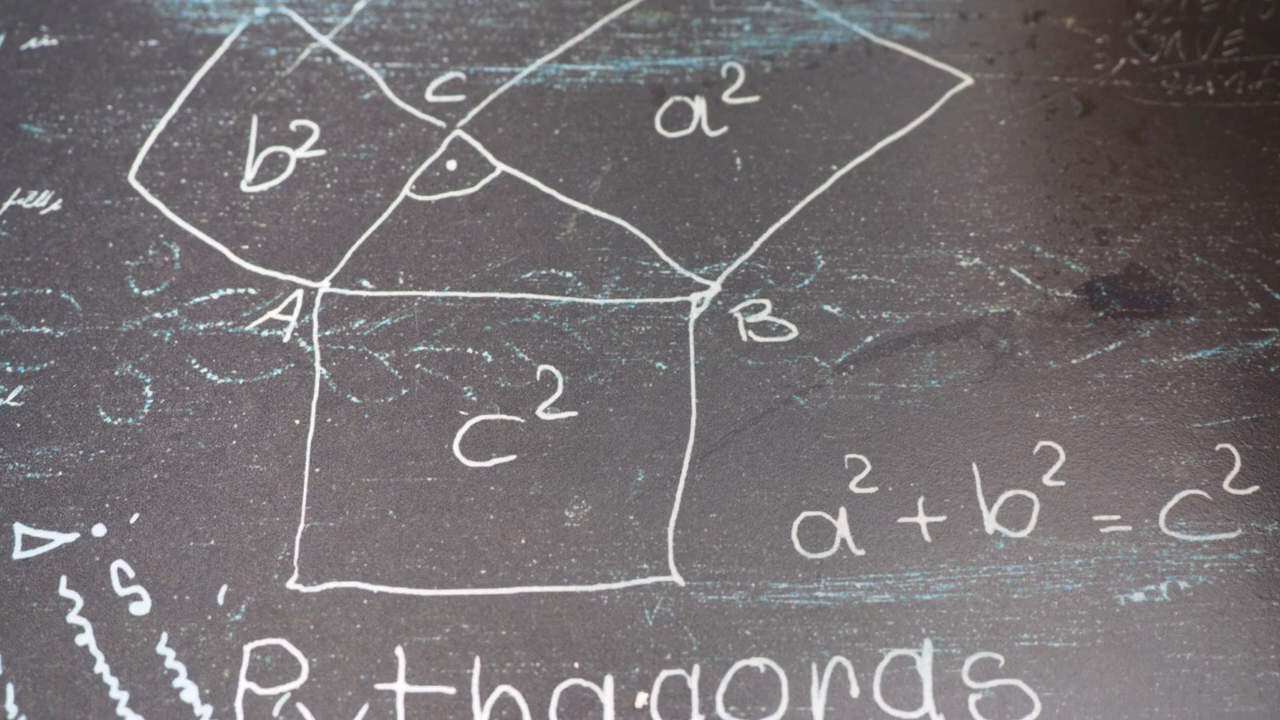 C
a²
b²
A
B
c²
a² + b² = c²
Pythagoras